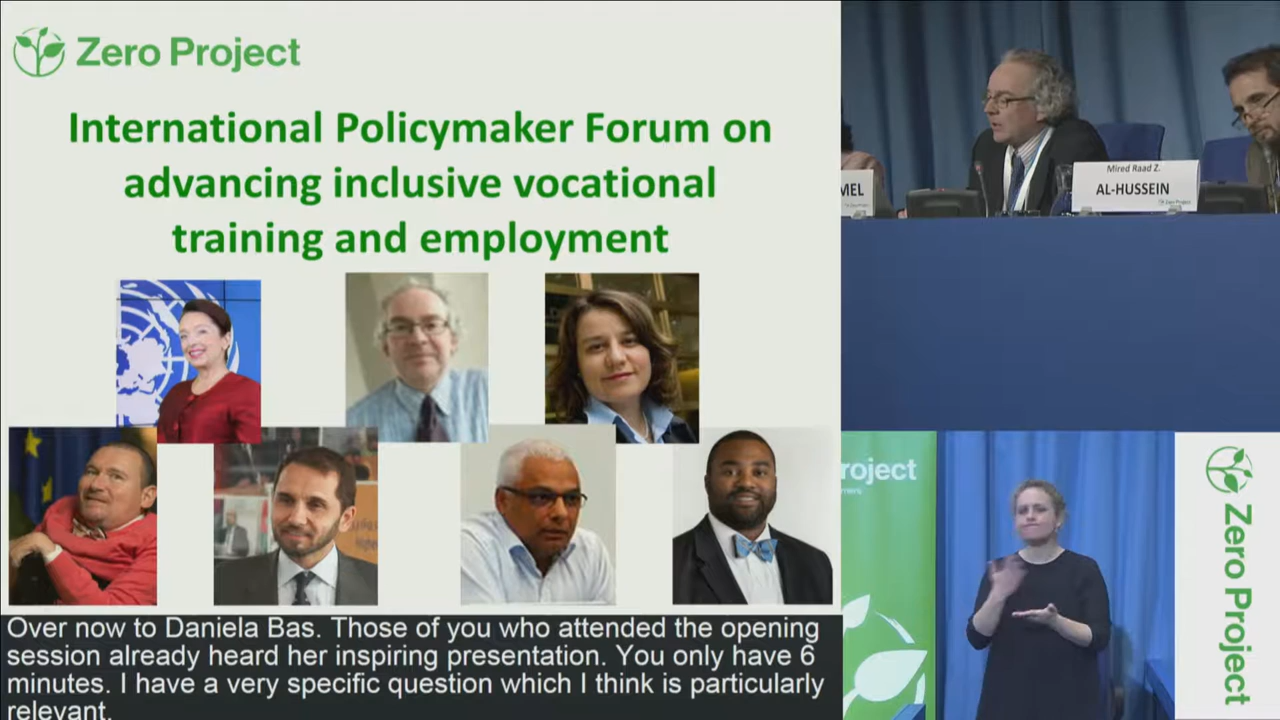 Zero Project
International Policymaker Forum on
advancing inclusive vocational
training and employment
Over now to Daniela Bas. Those of you who attended the opening
session already heard her inspiring presentation. You only have 6
minutes. I have a very specific question which I think is particularly
relevant.
MEL
Mired Raad Z.
AL-HUSSEIN
Zero Project
roject
Zero Project